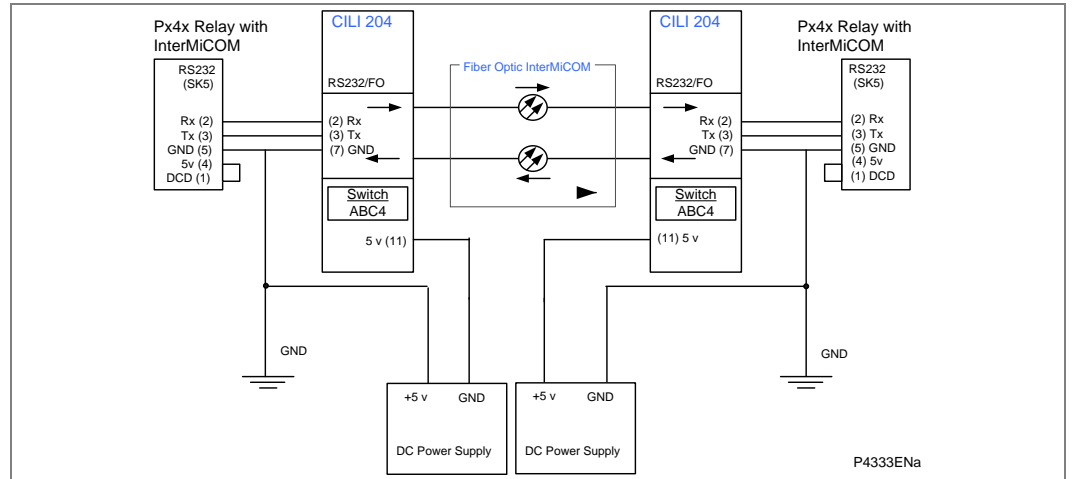 Px4x Relay with
InterMiCOM
RS232
(SK5)
Rx (2)
Tx (3)
GND (5)
5v (4)
DCD (1)
CILI 204
RS232/FO
(2) Rx
(3) Tx
(7) GND
Switch
ABC4
5 v (11)
Fiber Optic InterMiCOM
CILI 204
RS232/FO
Rx (2)
Tx (3)
GND (7)
Switch
ABC4
(11) 5 v
Px4x Relay with
InterMiCOM
RS232
(SK5)
(2) Rx
(3) Tx
(5) GND
(4) 5v
(1) DCD
GND
GND
+5 v GND
DC Power Supply
+5 v GND
DC Power Supply
P4333ENa